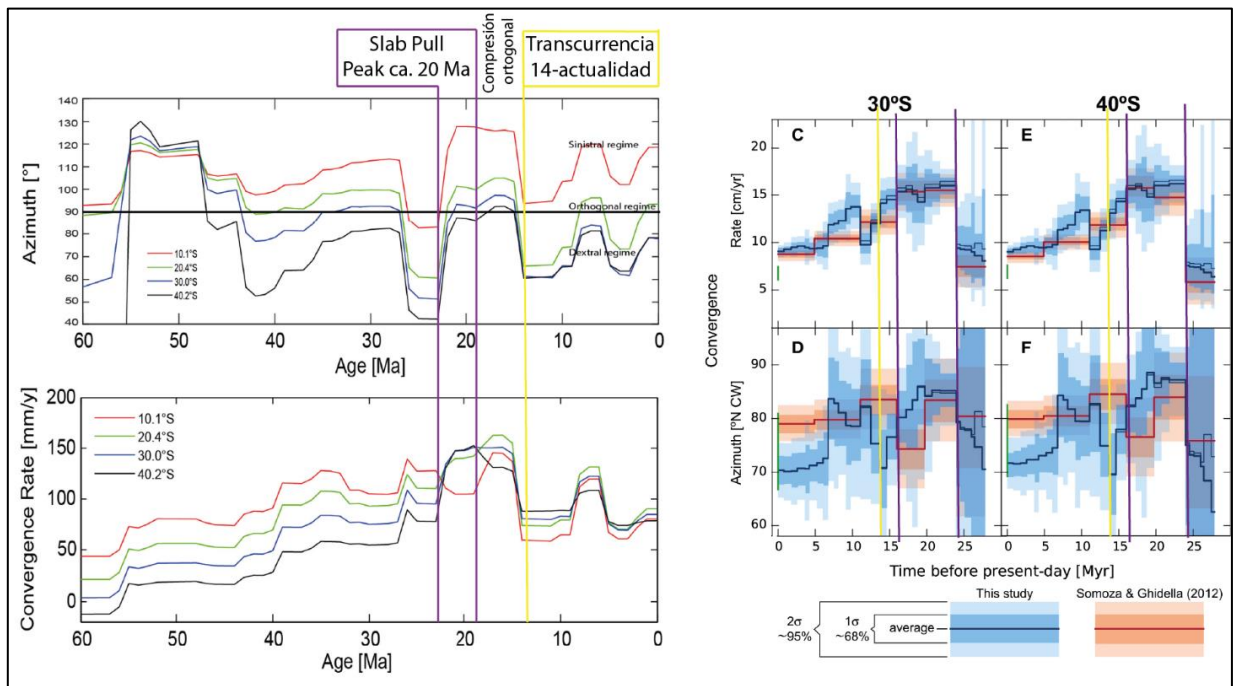 Slab Pull
Peak ca. 20 Ma
Compresión
ortogonal
Transcurrencia
14-actualidad
140
130
120
110
100
90
80
70
60
50
40
Azimuth [°]
Sinistral regime
Orthogonal regime
Dextral regime
10.1°S
20.4°S
30.0°S
40.2°S
60 50 40 30 20 10 0
Age [Ma]
200
150
100
50
0
Convergence Rate [mm/y]
10.1°S
20.4°S
30.0°S
40.2°S
60 50 40 30 20 10 0
Age [Ma]
30ºS
40ºS
C
E
20
15
10
5
Rate [cm/yr]
Convergence
D
F
90
80
70
60
Azimuth [°N CW]
0 5 10 15 20 25
0 5 10 15 20 25
Time before present-day [Myr]
This study
Somoza & Ghidella (2012)
2σ
~95%
1σ
~68%
average